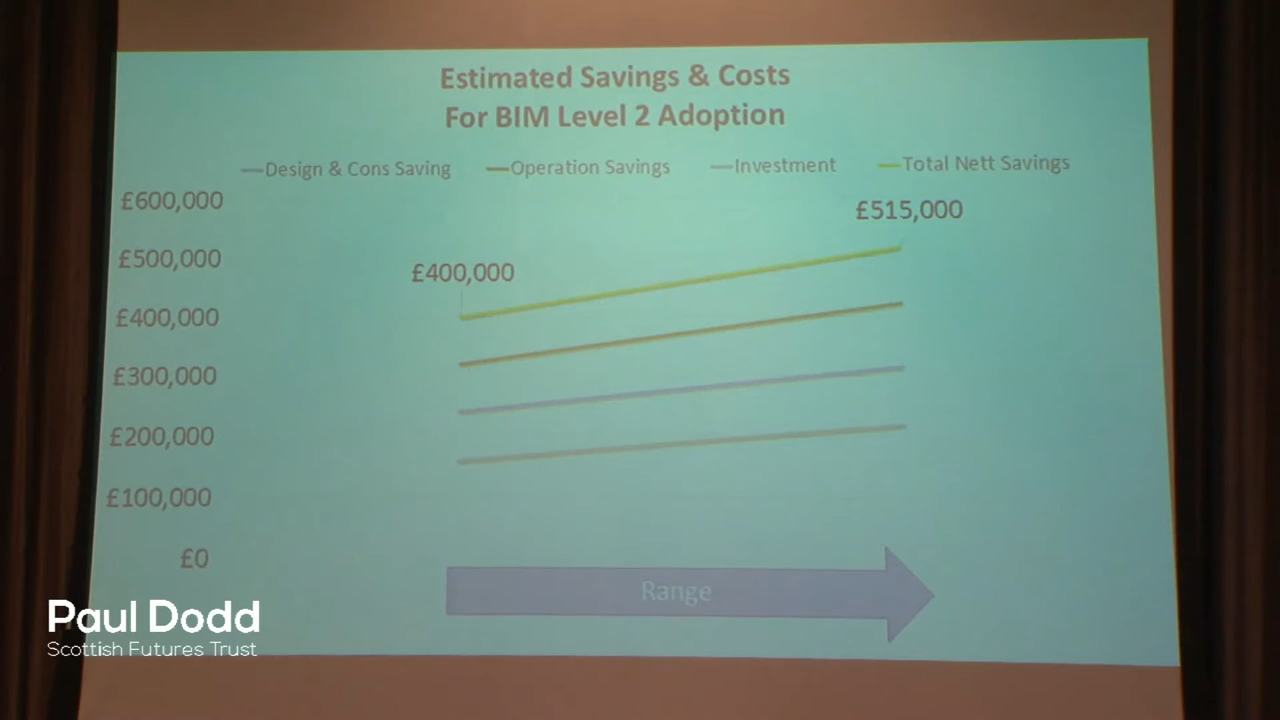 Estimated Savings & Costs
For BIM Level 2 Adoption
Design & Cons Saving
Operation Savings
Investment
Total Nett Savings
£600,000
£500,000
£400,000
£300,000
£200,000
£100,000
£0
£400,000
£515,000
Range
Paul Dodd
Scottish Futures Trust